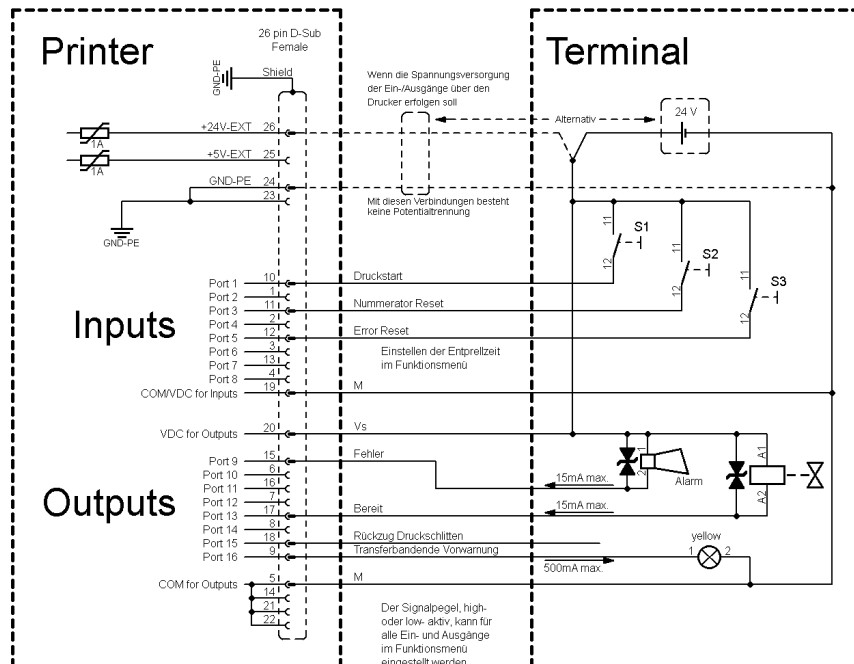 Printer
26 pin D-Sub
Female
Terminal
GND-PE
Shield
Wenn die Spannungsversorgung
der Ein-/Ausgänge über den
Drucker erfolgen soll
Alternativ
24 V
+24V-EXT 26
1A
+5V-EXT 25
1A
GND-PE 24
23
GND-PE
Mit diesen Verbindungen besteht
keine Potentialtrennung
11
12
S1
11
12
S2
11
12
S3
Inputs
Port 1 10 Druckstart
Port 2 1
Port 3 11 Nummerator Reset
Port 4 2
Port 5 12 Error Reset
Port 6 3
Port 7 13
Port 8 4
Einstellen der Entprellzeit
im Funktionsmenü
COM/VDC for Inputs 19 M
VDC for Outputs 20 Vs
Outputs
Port 9 15 Fehler
Port 10 6
Port 11 16
Port 12 7
Port 13 17 Bereit
Port 14 8
Port 15 18 Rückzug Druckschlitten
Port 16 9 Transferbandende Vorwarnung
1
2
Alarm
A1
A2
15mA max.
15mA max.
yellow
1 2
500mA max.
COM for Outputs 5 M
14
21
22
Der Signalpegel, high-
oder low- aktiv, kann für
alle Ein- und Ausgänge
im Funktionsmenü
eingestellt werden